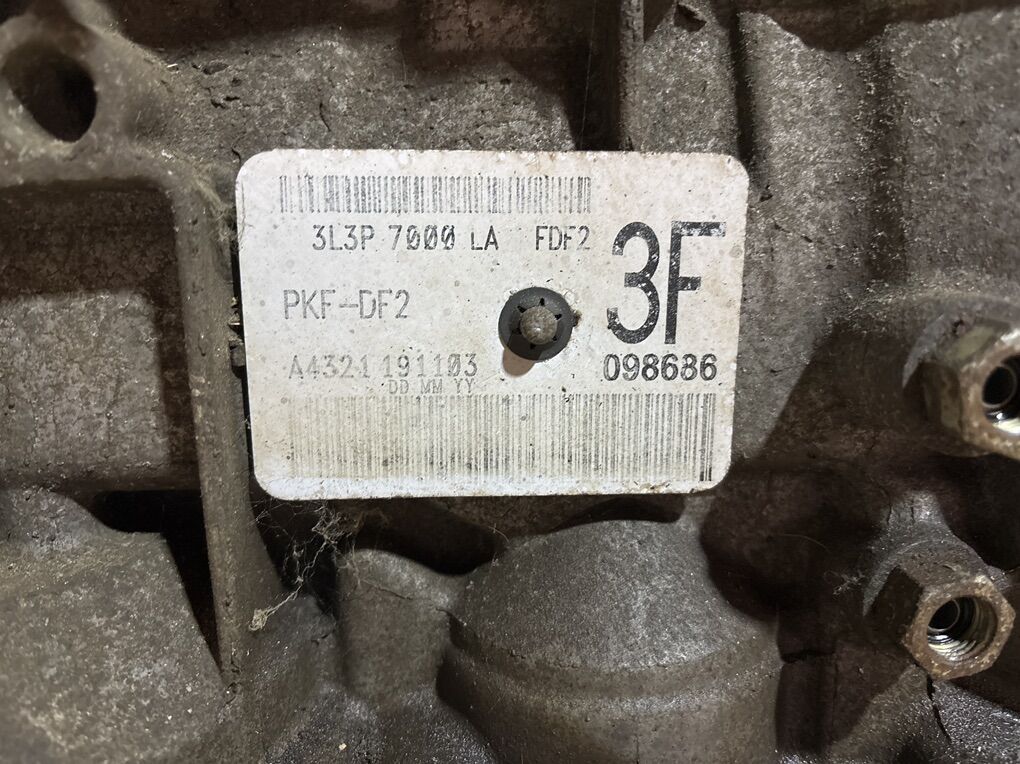 3L3P 7000 LA FDF2
3F
PKF-DF2
A4321 191103
DD MM YY
098686